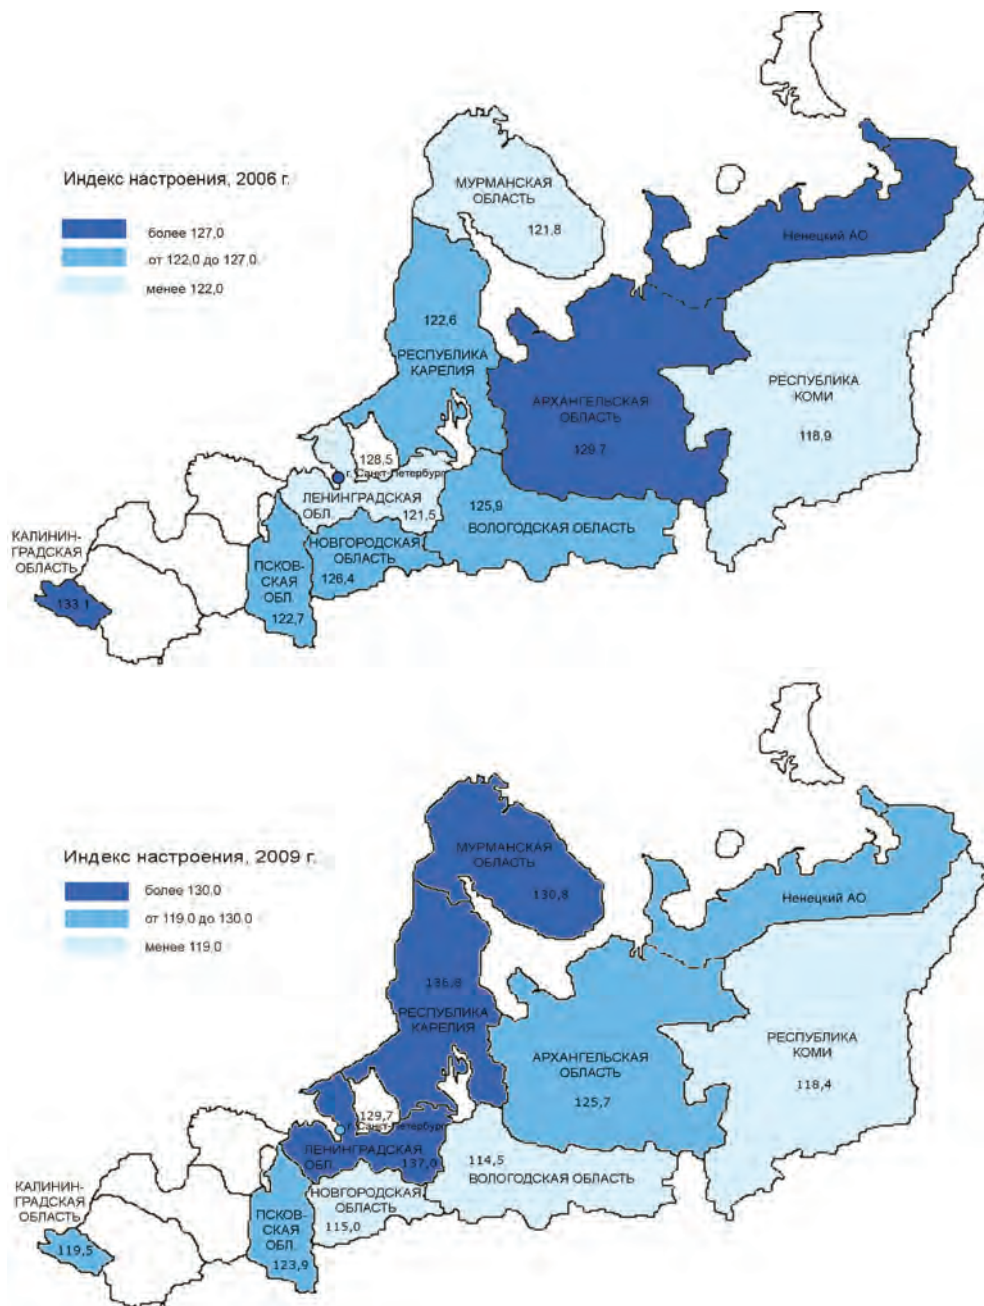 Индекс настроения, 2006 г.
более 127,0
от 122,0 до 127,0
менее 122,0
МУРМАНСКАЯ
ОБЛАСТЬ
121,8
Ненецкий АО
122,6
РЕСПУБЛИКА
КАРЕЛИЯ
РЕСПУБЛИКА
КОМИ
118,9
АРХАНГЕЛЬСКАЯ
ОБЛАСТЬ
129,7
128,5
г. Санкт-Петербург
ЛЕНИНГРАДСКАЯ
ОБЛ.
121,5
125,9
ВОЛОГОДСКАЯ ОБЛАСТЬ
КАЛИНИН-
ГРАДСКАЯ
ОБЛАСТЬ
133,1
НОВГОРОДСКАЯ
ОБЛАСТЬ
126,4
ПСКОВ-
СКАЯ
ОБЛ.
122,7
Индекс настроения, 2009 г.
более 130,0
от 119,0 до 130,0
менее 119,0
МУРМАНСКАЯ
ОБЛАСТЬ
130,8
Ненецкий АО
136,8
РЕСПУБЛИКА
КАРЕЛИЯ
РЕСПУБЛИКА
КОМИ
118,4
АРХАНГЕЛЬСКАЯ
ОБЛАСТЬ
125,7
129,7
г. Санкт-Петербург
ЛЕНИНГРАДСКАЯ
ОБЛ.
137,0
114,5
ВОЛОГОДСКАЯ ОБЛАСТЬ
КАЛИНИН-
ГРАДСКАЯ
ОБЛАСТЬ
119,5
НОВГОРОДСКАЯ
ОБЛАСТЬ
115,0
ПСКОВ-
СКАЯ
ОБЛ.
123,9